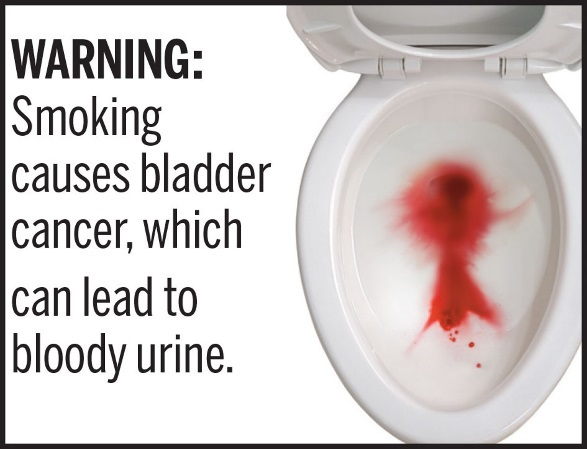 WARNING:
Smoking
causes bladder
cancer, which
can lead to
bloody urine.